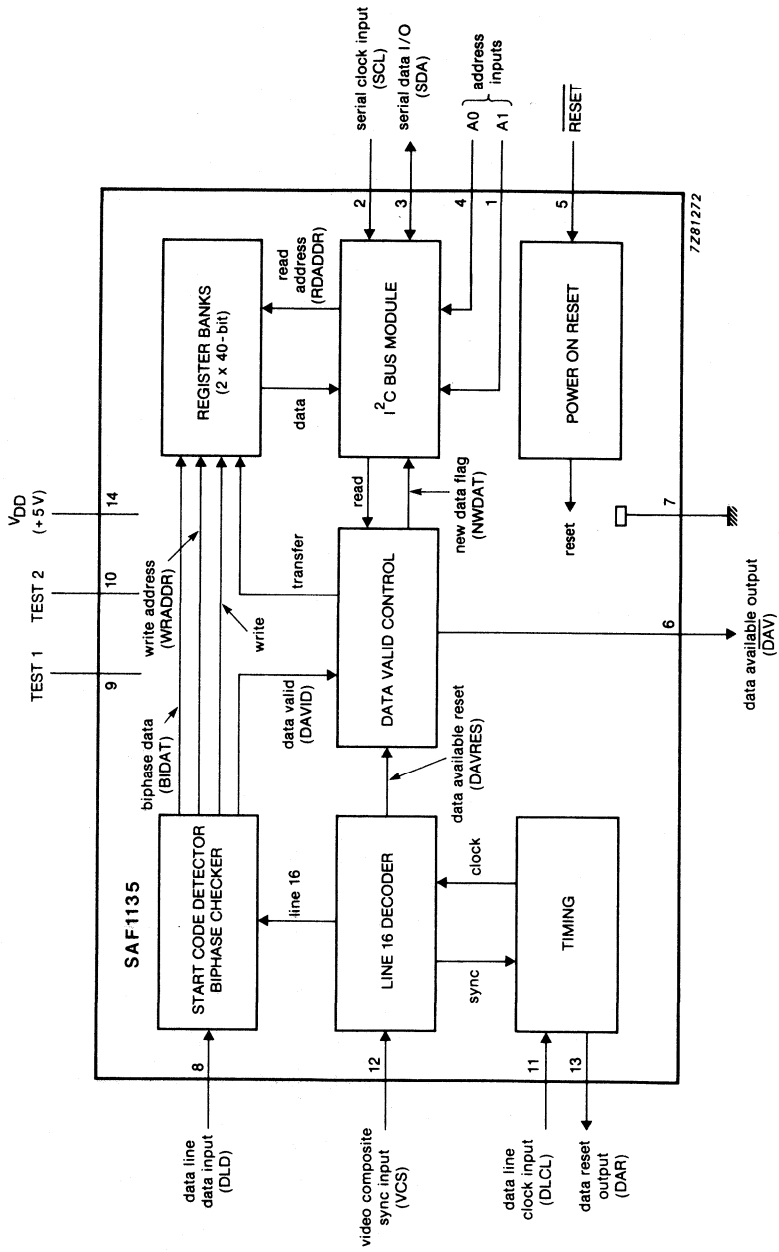 SAF1135
TEST 1
9
TEST 2
10
VDD
(+5V)
14
data line
data input
(DLD)
8
START CODE DETECTOR
BIPHASE CHECKER
biphase data
(BIDAT)
write address
(WRADDR)
write
data valid
(DAVID)
transfer
REGISTER BANKS
(2 x 40-bit)
line 16
data
read
address
(RDADDR)
video composite
sync input
(VCS)
12
LINE 16 DECODER
data available reset
(DAVRES)
DATA VALID CONTROL
read
new data flag
(NWDAT)
I²C BUS MODULE
2
serial clock input
(SCL)
3
serial data I/O
(SDA)
4
A0
1
A1
address
inputs
sync
clock
data line
clock input
(DLCL)
11
TIMING
13
data reset
output
(DAR)
reset
POWER ON RESET
5
RESET
6
data available output
(DAV)
7
7Z81272